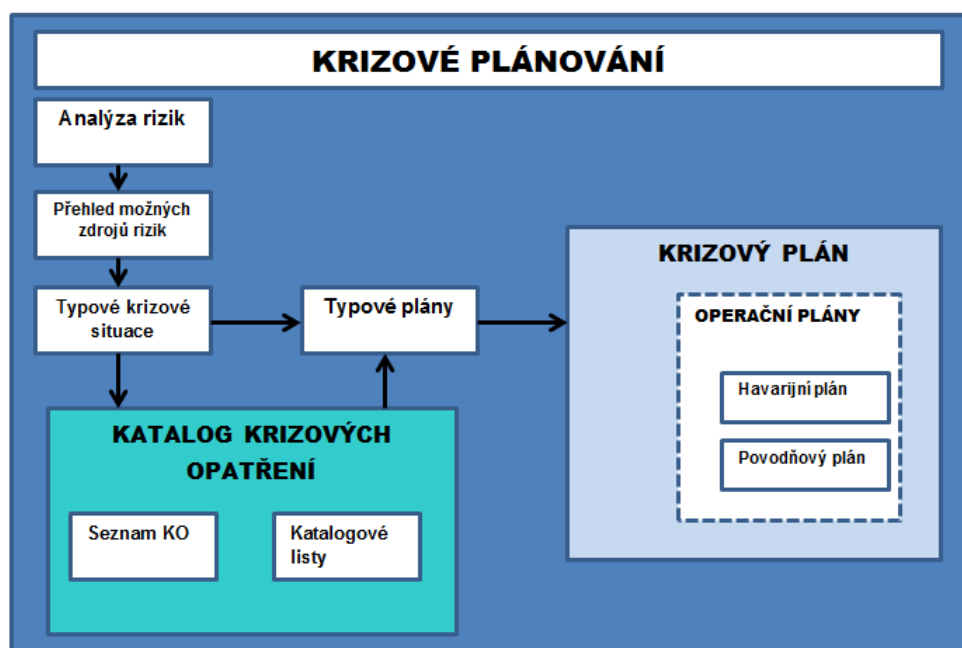 KRIZOVÉ PLÁNOVÁNÍ
Analýza rizik
Přehled možných
zdrojů rizik
Typové krizové
situace
Typové plány
KRIZOVÝ PLÁN
OPERAČNÍ PLÁNY
Havarijní plán
Povodňový plán
KATALOG KRIZOVÝCH
OPATŘENÍ
Seznam KO
Katalogové
listy